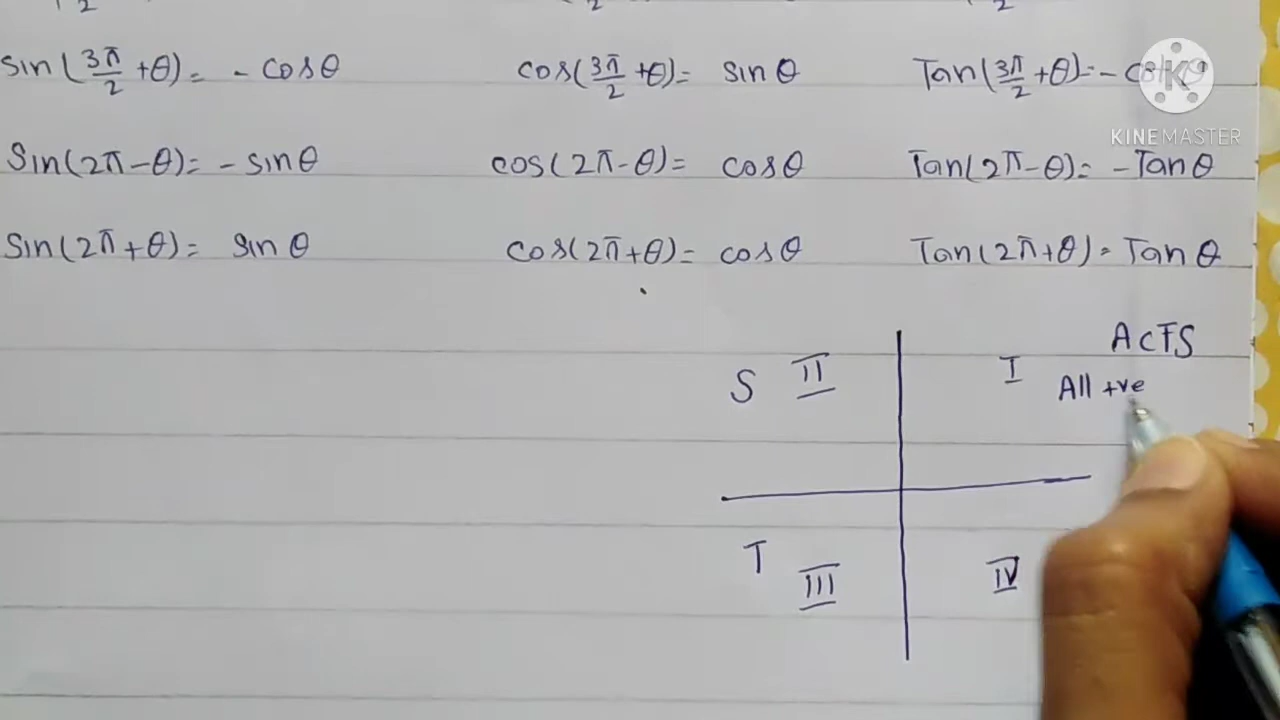 sin(3π/2 +θ)= - cosθ cos(3π/2 +θ)= sinθ Tan(3π/2 +θ)=-
KINEMASTER
Sin(2π-θ)= - sinθ cos(2π-θ)= cosθ Tan(2π-θ)= -Tanθ
Sin(2π+θ)= sinθ cos(2π+θ)= cosθ Tan(2π+θ)= Tanθ
ACTS
S II I All +ve
T III IV